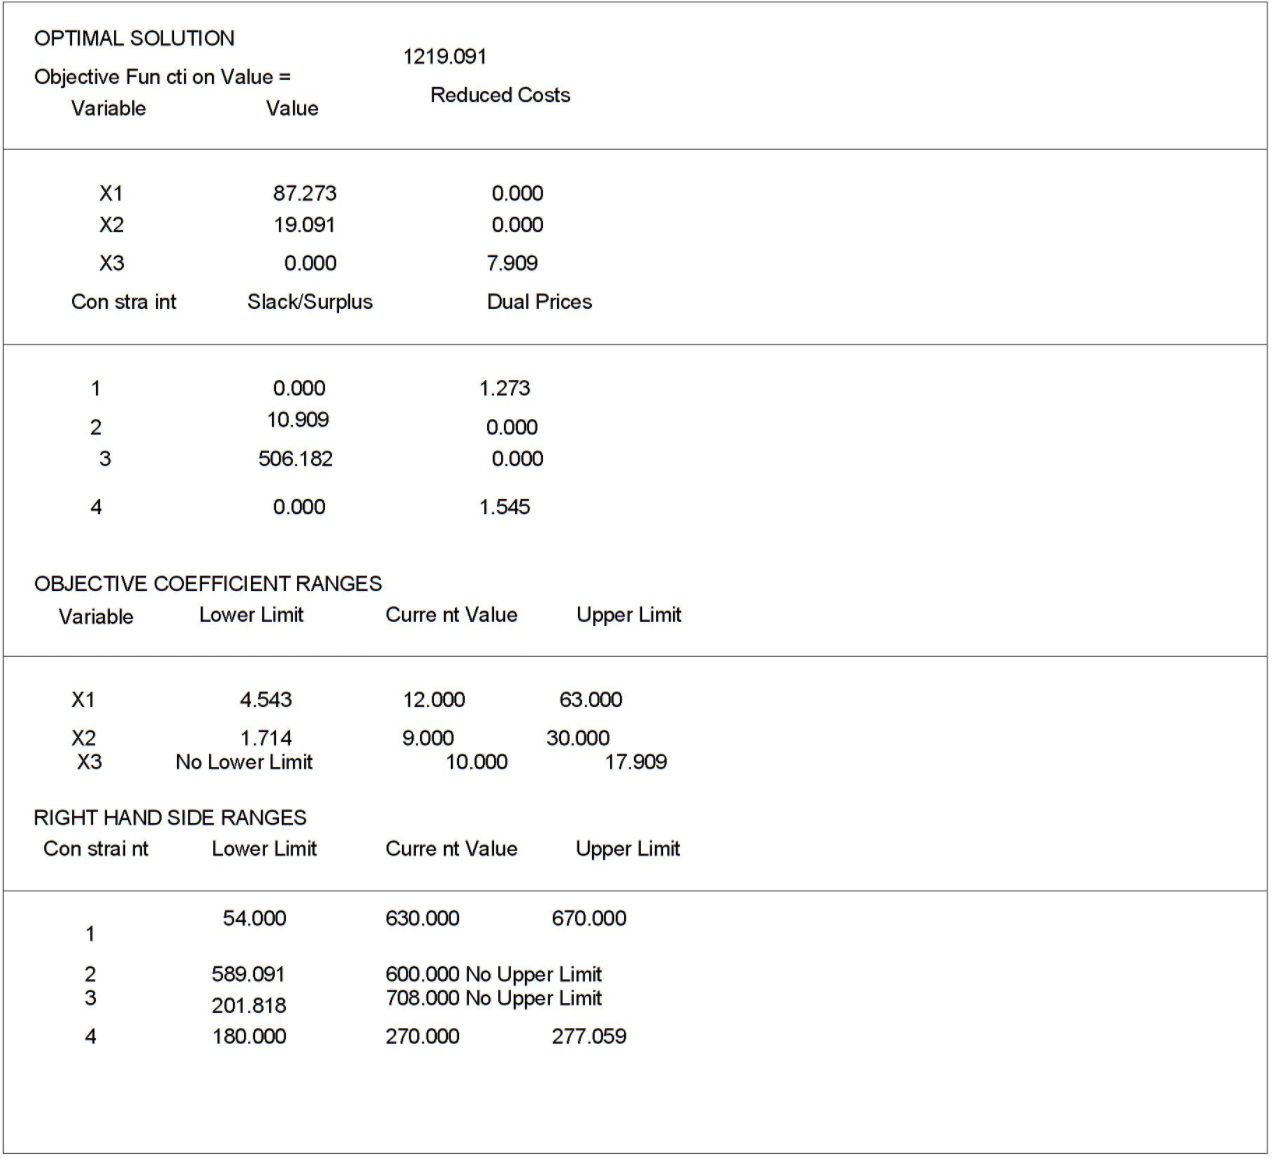 OPTIMAL SOLUTION
1219.091
Objective Fun cti on Value =
Reduced Costs
Variable Value
X1 87.273 0.000
X2 19.091 0.000
X3 0.000 7.909
Con stra int Slack/Surplus Dual Prices
1 0.000 1.273
2 10.909 0.000
3 506.182 0.000
4 0.000 1.545
OBJECTIVE COEFFICIENT RANGES
Variable Lower Limit Curre nt Value Upper Limit
X1 4.543 12.000 63.000
X2 1.714 9.000 30.000
X3 No Lower Limit 10.000 17.909
RIGHT HAND SIDE RANGES
Con strai nt Lower Limit Curre nt Value Upper Limit
1 54.000 630.000 670.000
2 589.091 600.000 No Upper Limit
3 201.818 708.000 No Upper Limit
4 180.000 270.000 277.059